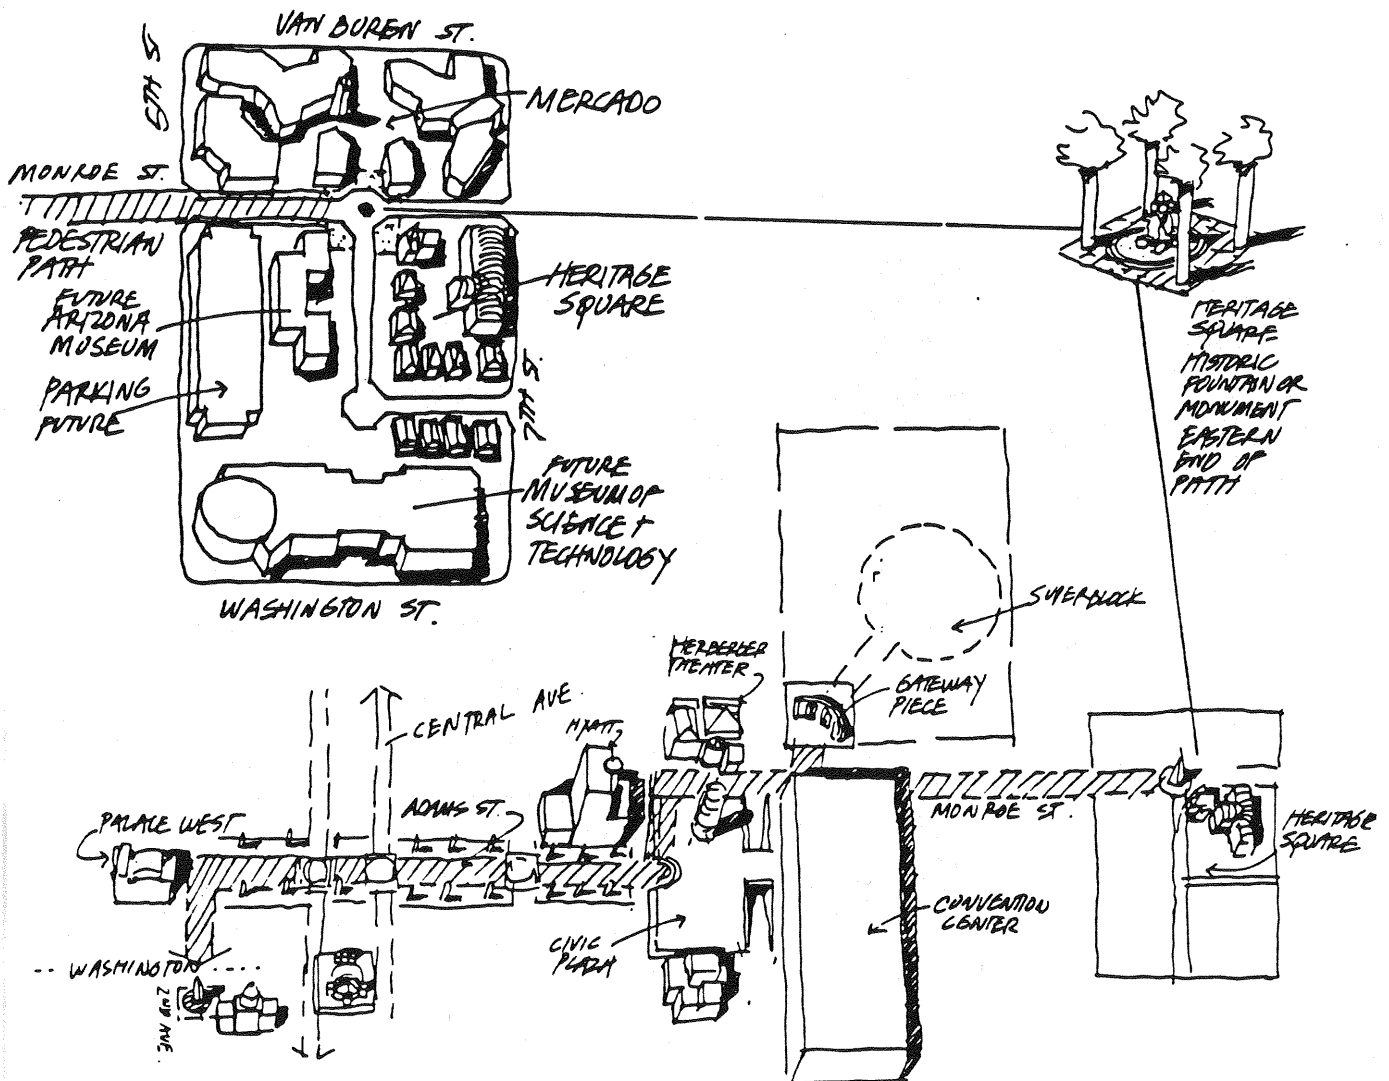 VAN BUREN ST.
5TH ST
MERCADO
MONROE ST.
PEDESTRIAN
PATH
FUTURE
ARIZONA
MUSEUM
PARKING
FUTURE
HERITAGE
SQUARE
7TH ST.
FUTURE
MUSEUM OF
SCIENCE +
TECHNOLOGY
WASHINGTON ST.
HERITAGE
SQUARE
HISTORIC
FOUNTAIN OR
MONUMENT
EASTERN
END OF
PATH
SUPERBLOCK
HERBERGER
THEATER
GATEWAY
PIECE
CENTRAL AVE.
HYATT
ADAMS ST.
PALACE WEST
MONROE ST.
HERITAGE
SQUARE
CONVENTION
CENTER
CIVIC
PLAZA
WASHINGTON
2ND AVE.